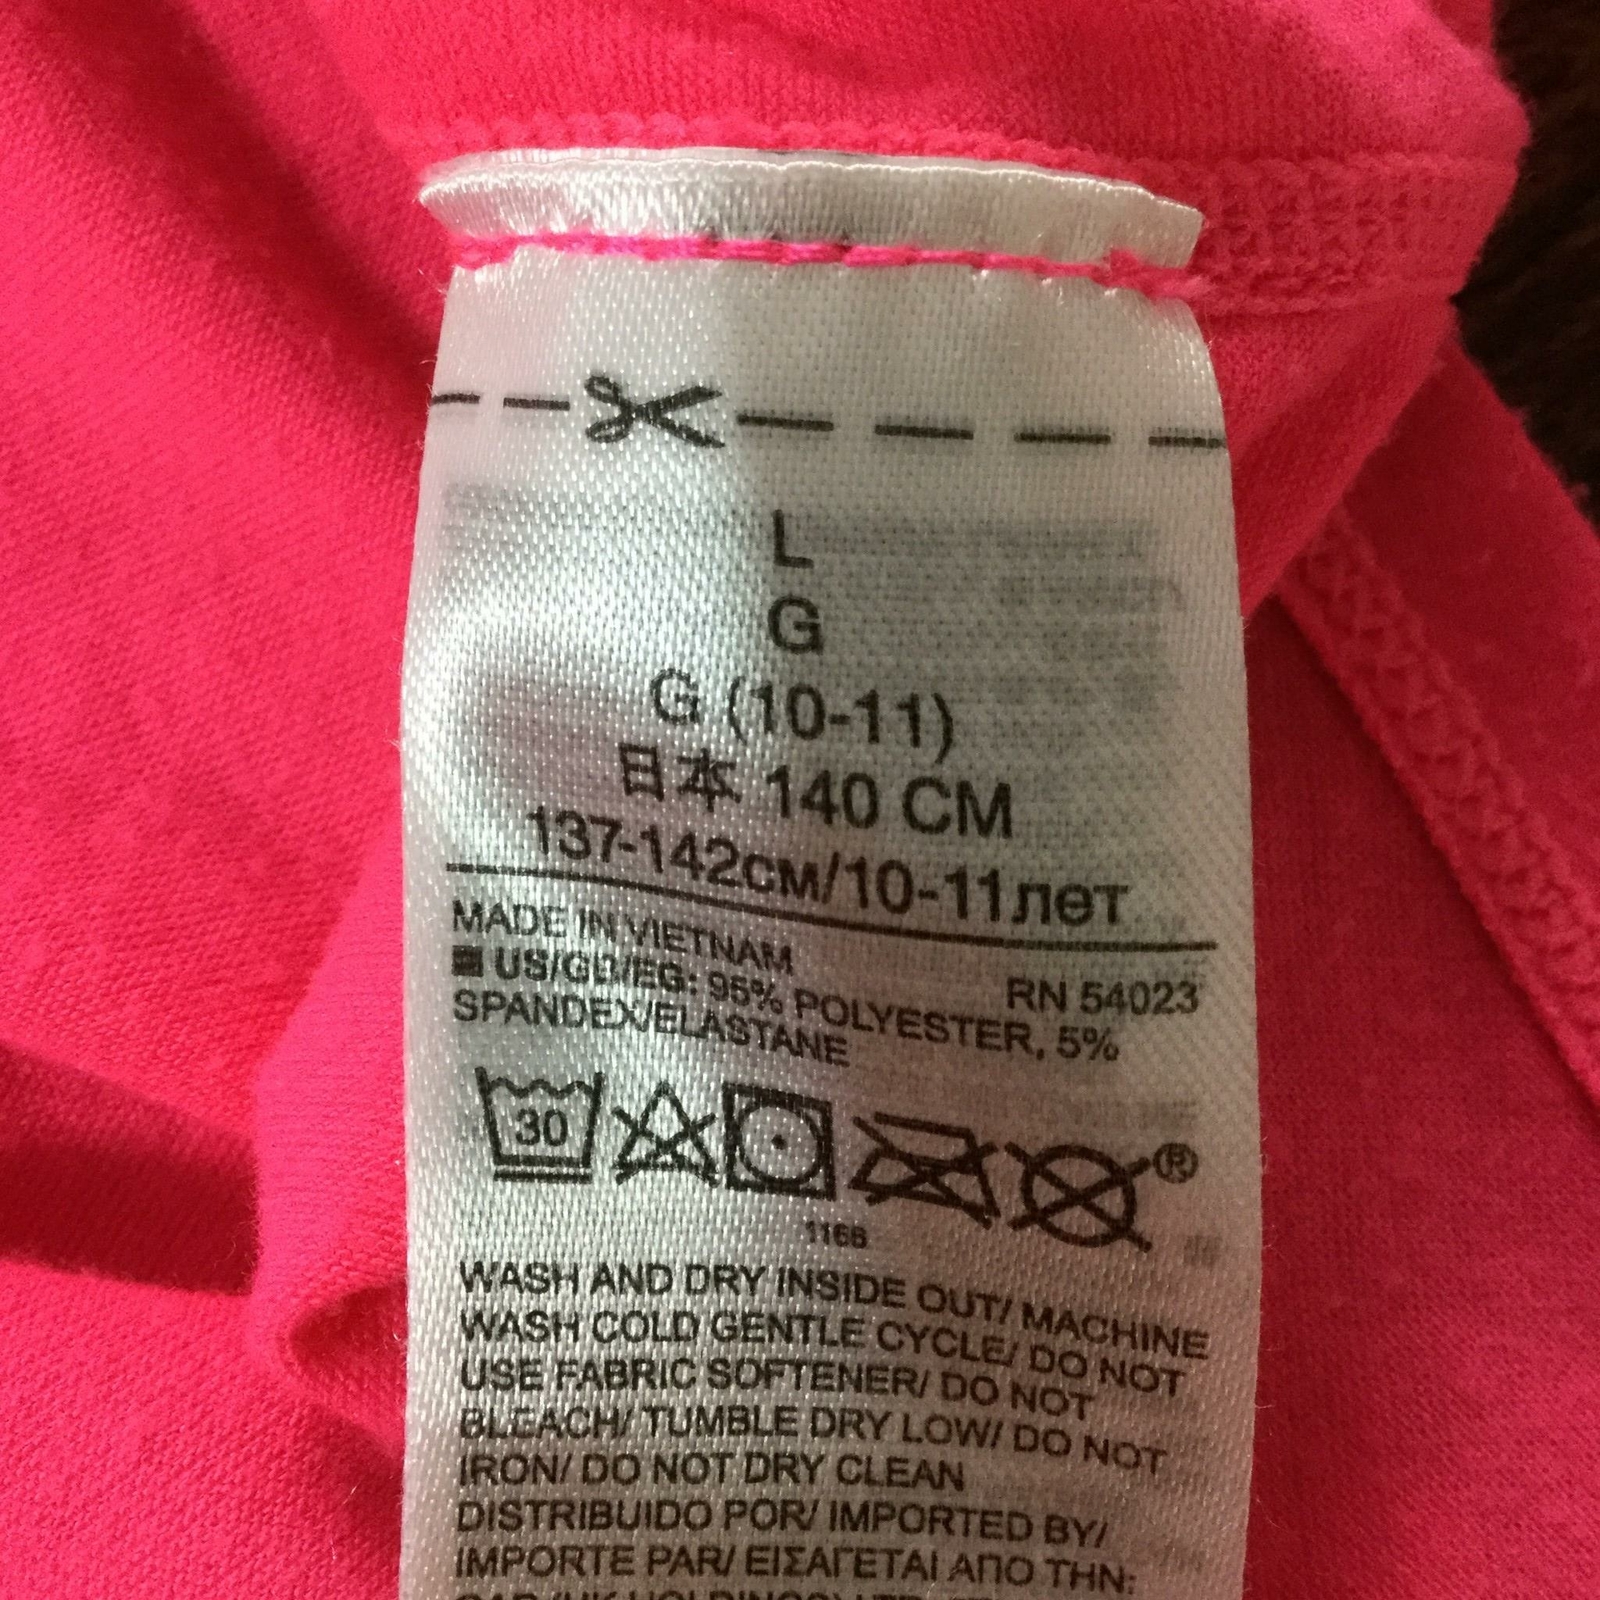 L
G
G (10-11)
日本 140 CM
137-142см/10-11лет
MADE IN VIETNAM
RN 54023
US/GB/EG: 95% POLYESTER, 5%
SPANDEX/ELASTANE
30
®
1166
WASH AND DRY INSIDE OUT/ MACHINE
WASH COLD GENTLE CYCLE/ DO NOT
USE FABRIC SOFTENER/ DO NOT
BLEACH/ TUMBLE DRY LOW/ DO NOT
IRON/ DO NOT DRY CLEAN
DISTRIBUIDO POR/ IMPORTED BY/
IMPORTE PAR/ ΕΙΣΑΓΕΤΑΙ ΑΠΟ ΤΗΝ: